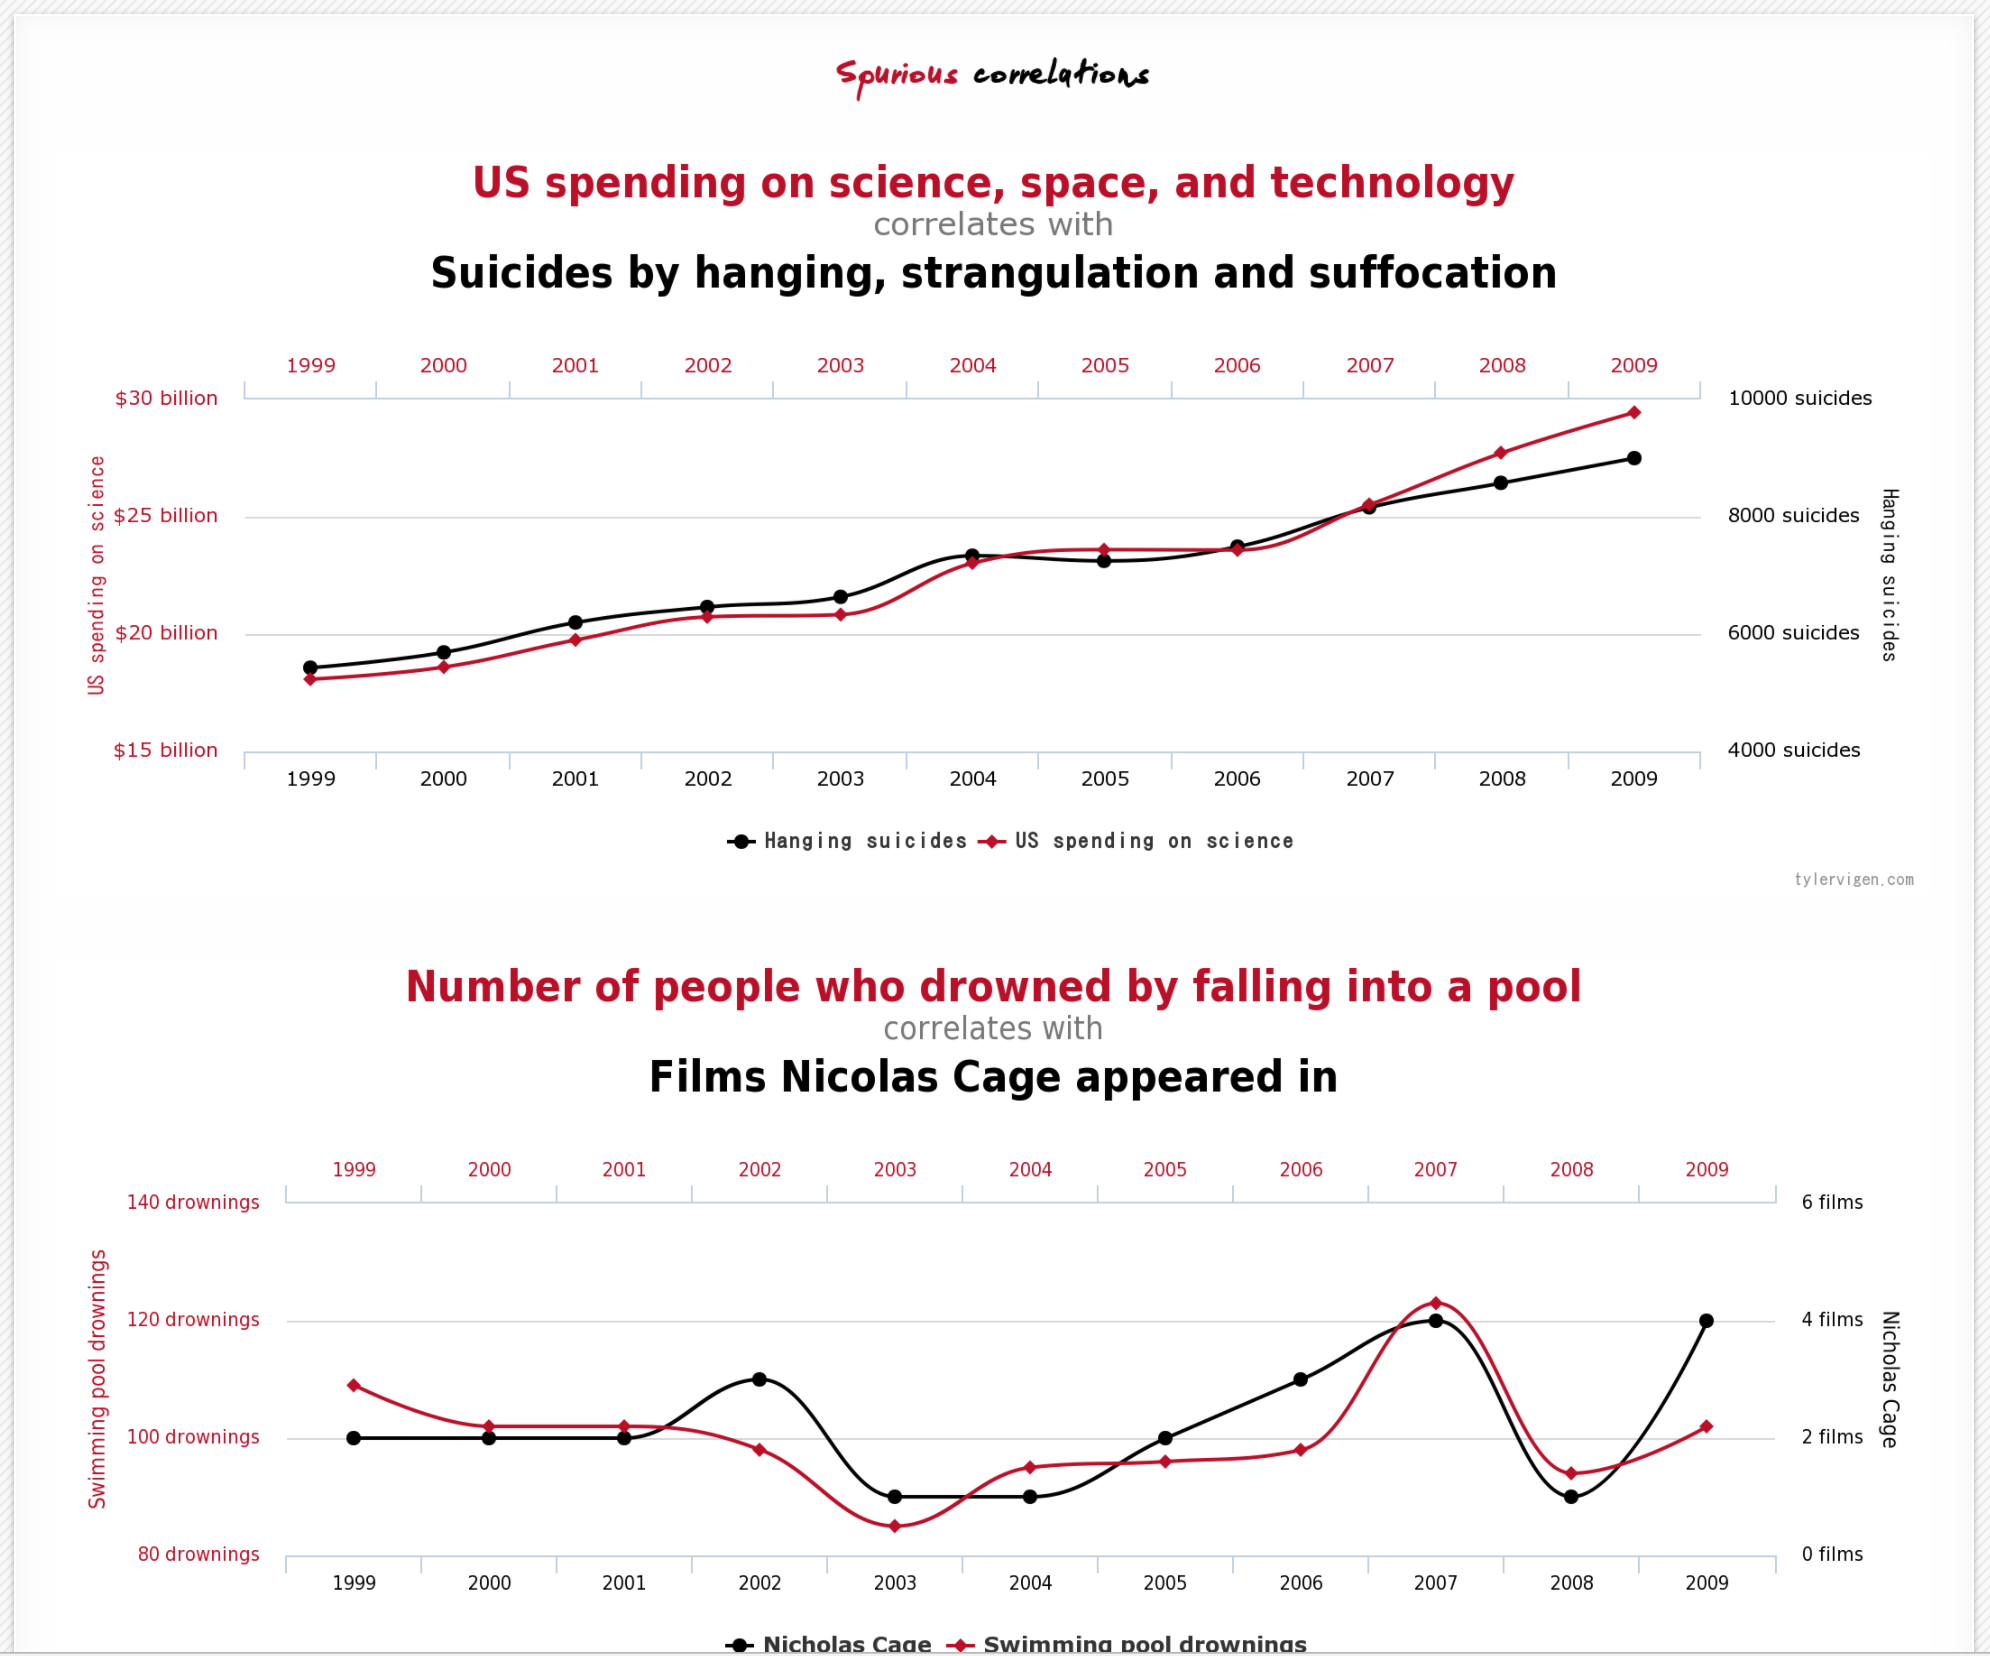 Spurious correlations
US spending on science, space, and technology
correlates with
Suicides by hanging, strangulation and suffocation
1999 2000 2001 2002 2003 2004 2005 2006 2007 2008 2009
$30 billion 10000 suicides
$25 billion 8000 suicides
$20 billion 6000 suicides
$15 billion 4000 suicides
US spending on science
Hanging suicides
1999 2000 2001 2002 2003 2004 2005 2006 2007 2008 2009
Hanging suicides US spending on science
tylervigen.com
Number of people who drowned by falling into a pool
correlates with
Films Nicolas Cage appeared in
1999 2000 2001 2002 2003 2004 2005 2006 2007 2008 2009
140 drownings 6 films
120 drownings 4 films
100 drownings 2 films
80 drownings 0 films
Swimming pool drownings
Nicholas Cage
1999 2000 2001 2002 2003 2004 2005 2006 2007 2008 2009
Nicholas Cage Swimming pool drownings